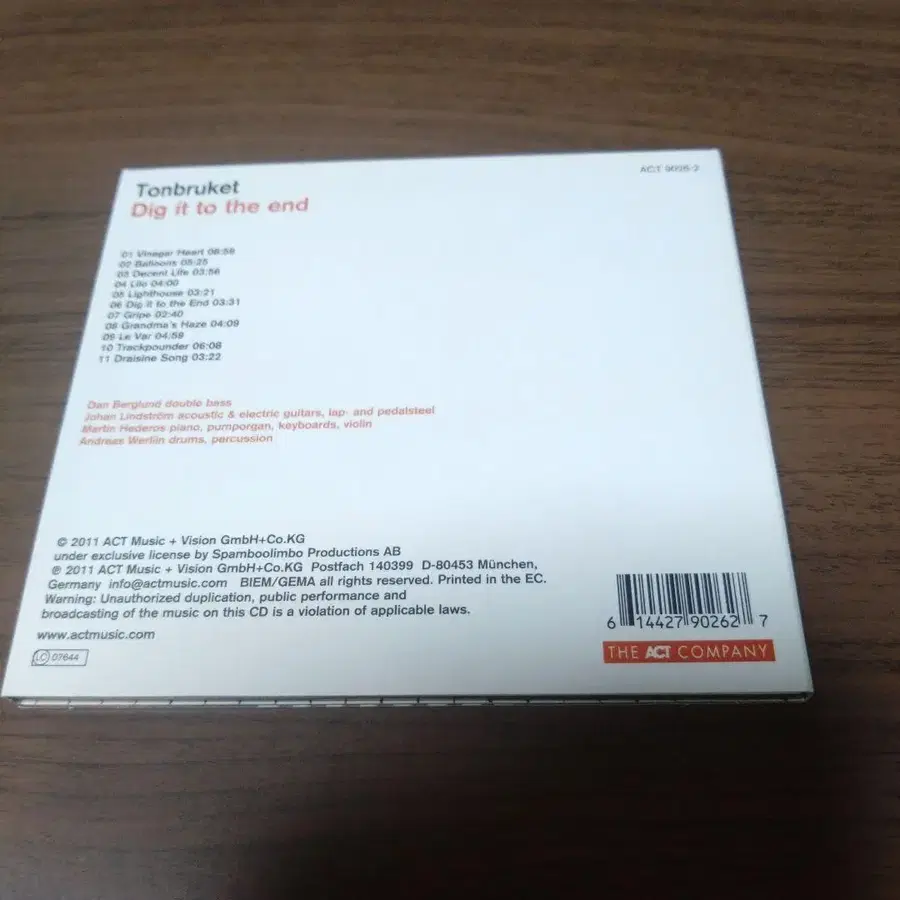 Tonbruket
ACT 9026-2
Dig it to the end
01 Vinegar Heart 06:56
02 Balloons 05:25
03 Decent Life 03:56
04 Lilo 04:00
05 Lighthouse 03:21
06 Dig it to the End 03:31
07 Gripe 02:40
08 Grandma's Haze 04:09
09 Le Var 04:59
10 Trackpounder 06:08
11 Draisine Song 03:22
Dan Berglund double bass
Johan Lindström acoustic & electric guitars, lap- and pedalsteel
Martin Hederos piano, pumporgan, keyboards, violin
Andreas Werliin drums, percussion
© 2011 ACT Music + Vision GmbH+Co.KG
under exclusive license by Spamboolimbo Productions AB
℗ 2011 ACT Music + Vision GmbH+Co.KG Postfach 140399 D-80453 München,
Germany info@actmusic.com BIEM/GEMA all rights reserved. Printed in the EC.
Warning: Unauthorized duplication, public performance and
broadcasting of the music on this CD is a violation of applicable laws.
www.actmusic.com
LC 07644
6 14427 90262 7
THE ACT COMPANY